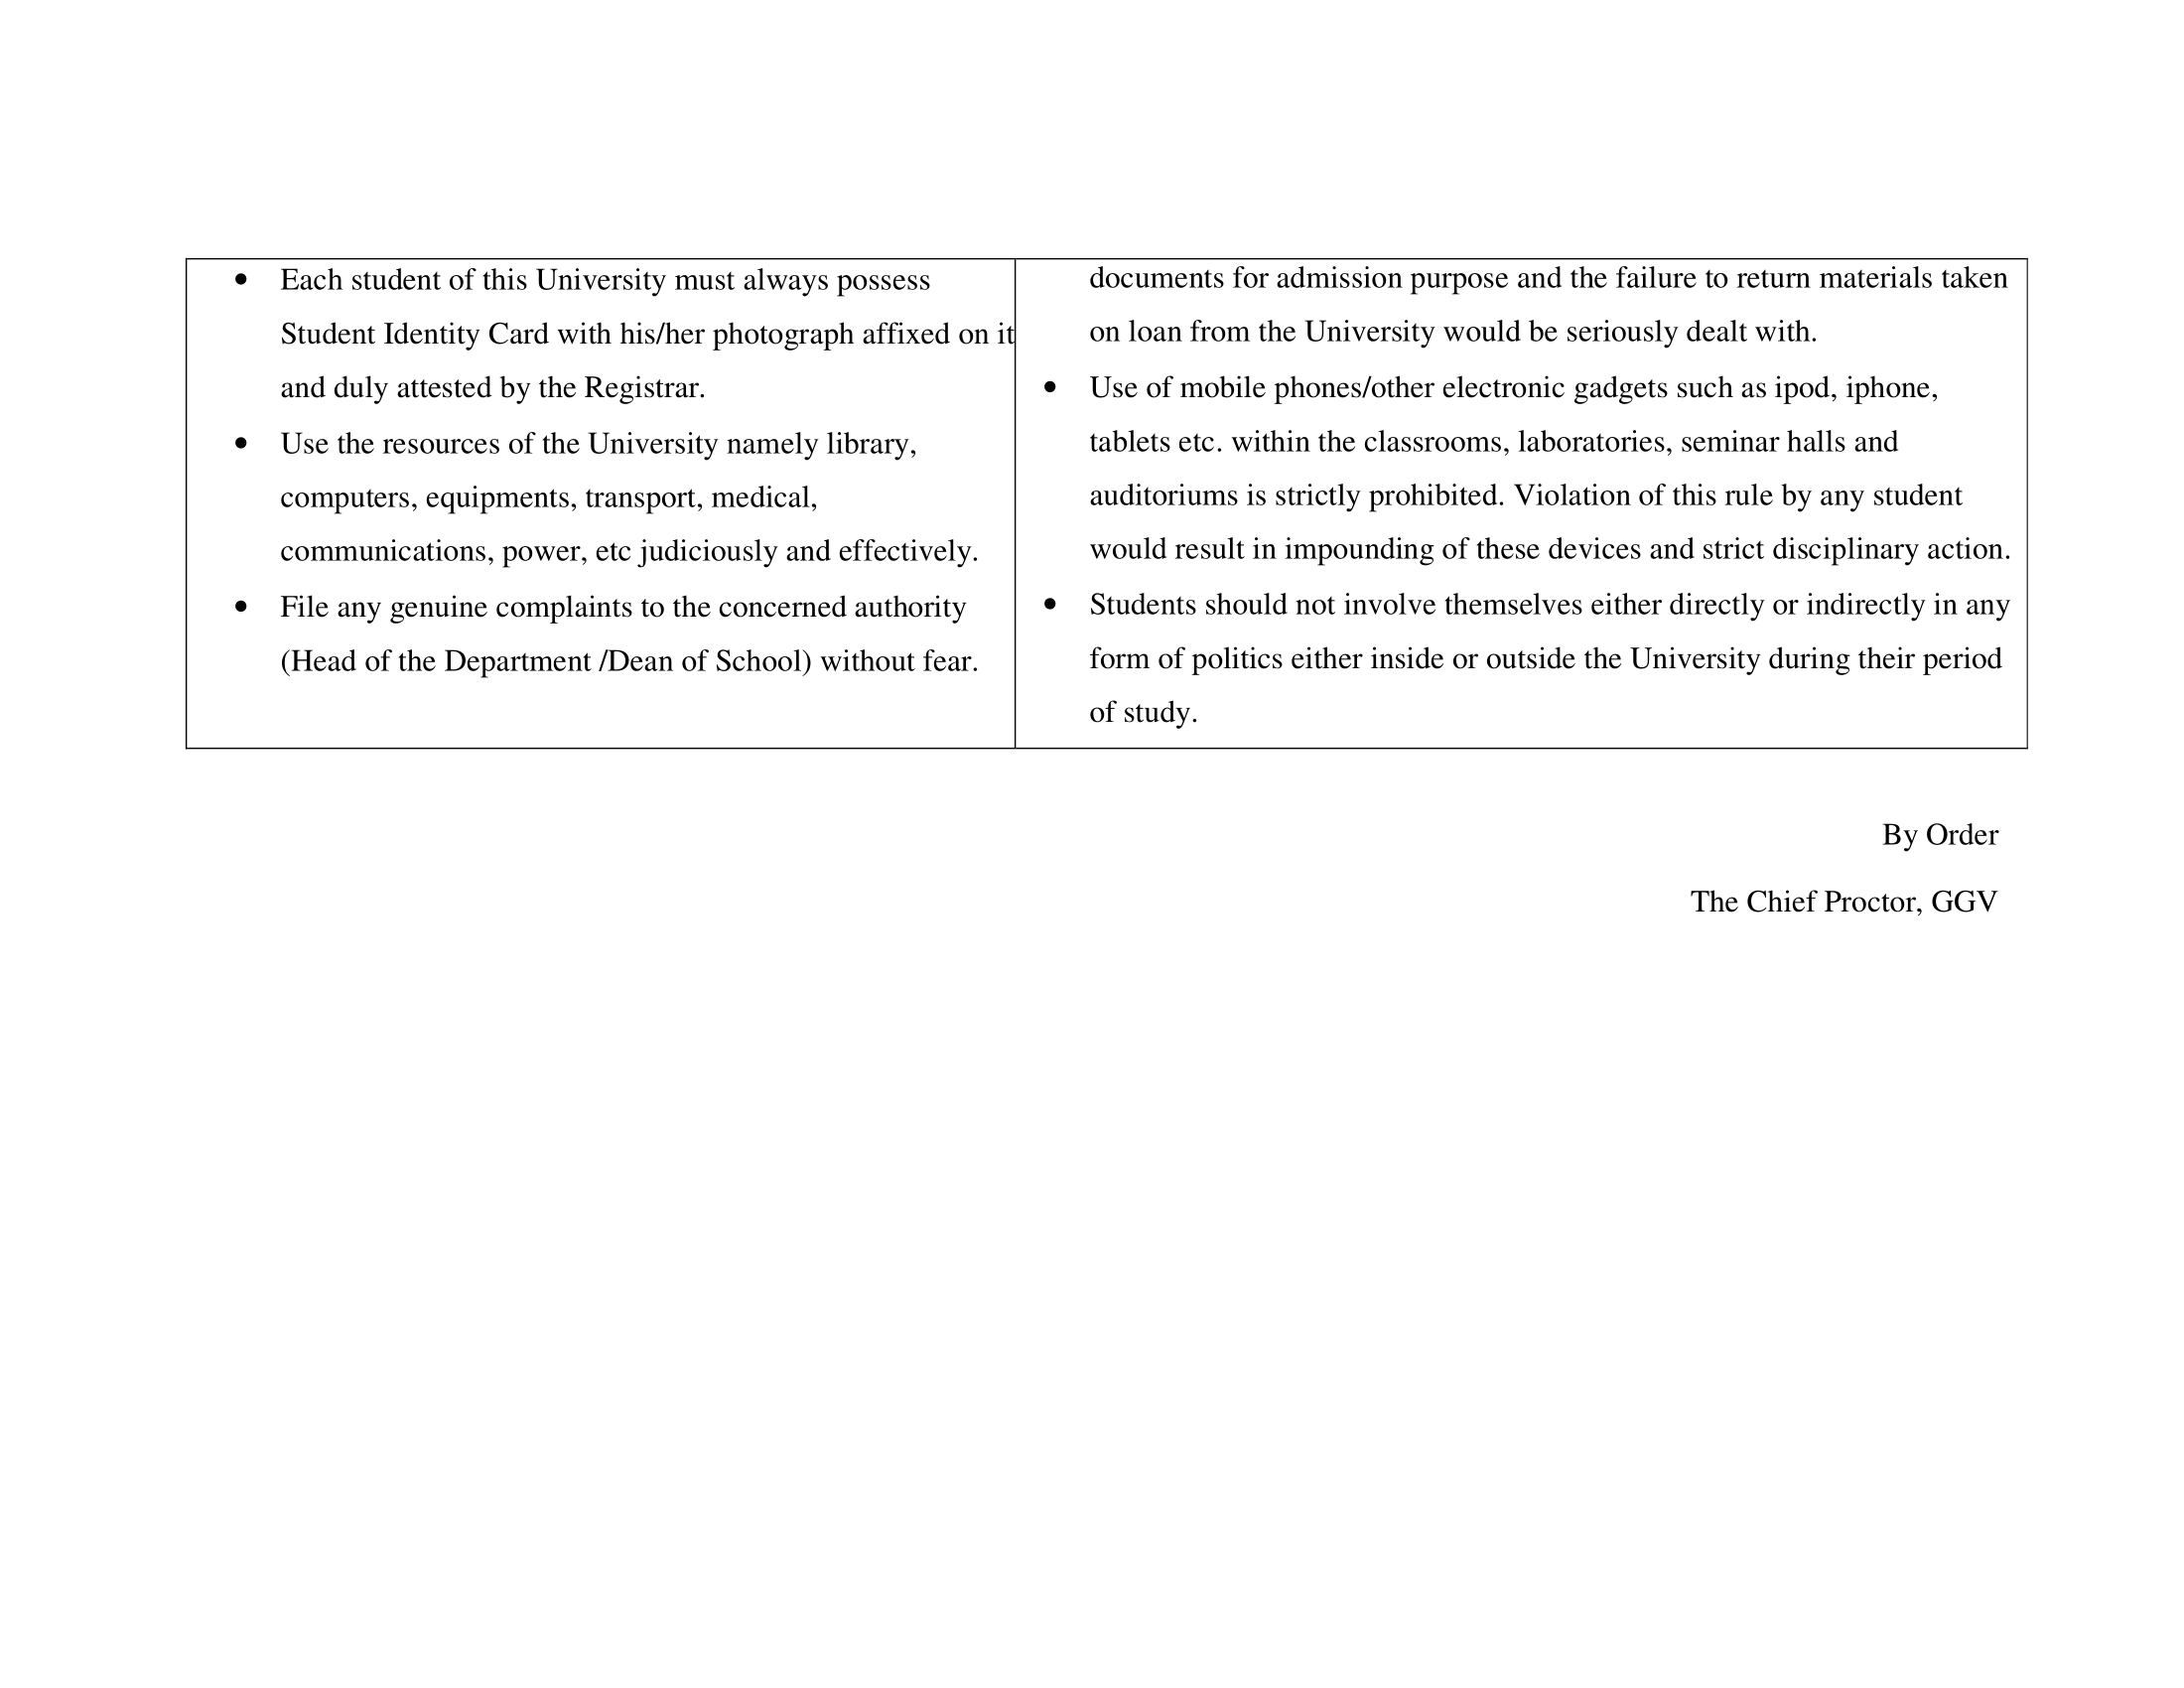 • Each student of this University must always possess
Student Identity Card with his/her photograph affixed on it
and duly attested by the Registrar.
• Use the resources of the University namely library,
computers, equipments, transport, medical,
communications, power, etc judiciously and effectively.
• File any genuine complaints to the concerned authority
(Head of the Department /Dean of School) without fear.
documents for admission purpose and the failure to return materials taken
on loan from the University would be seriously dealt with.
• Use of mobile phones/other electronic gadgets such as ipod, iphone,
tablets etc. within the classrooms, laboratories, seminar halls and
auditoriums is strictly prohibited. Violation of this rule by any student
would result in impounding of these devices and strict disciplinary action.
• Students should not involve themselves either directly or indirectly in any
form of politics either inside or outside the University during their period
of study.
By Order
The Chief Proctor, GGV